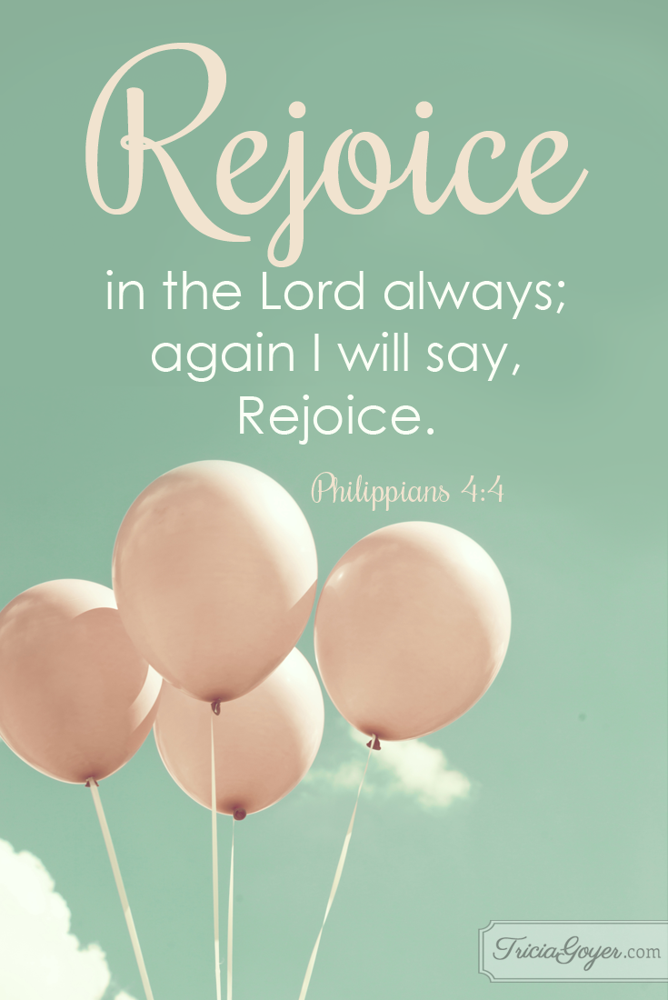 Rejoice
in the Lord always;
again I will say,
Rejoice.
Philippians 4:4
TriciaGoyer.com